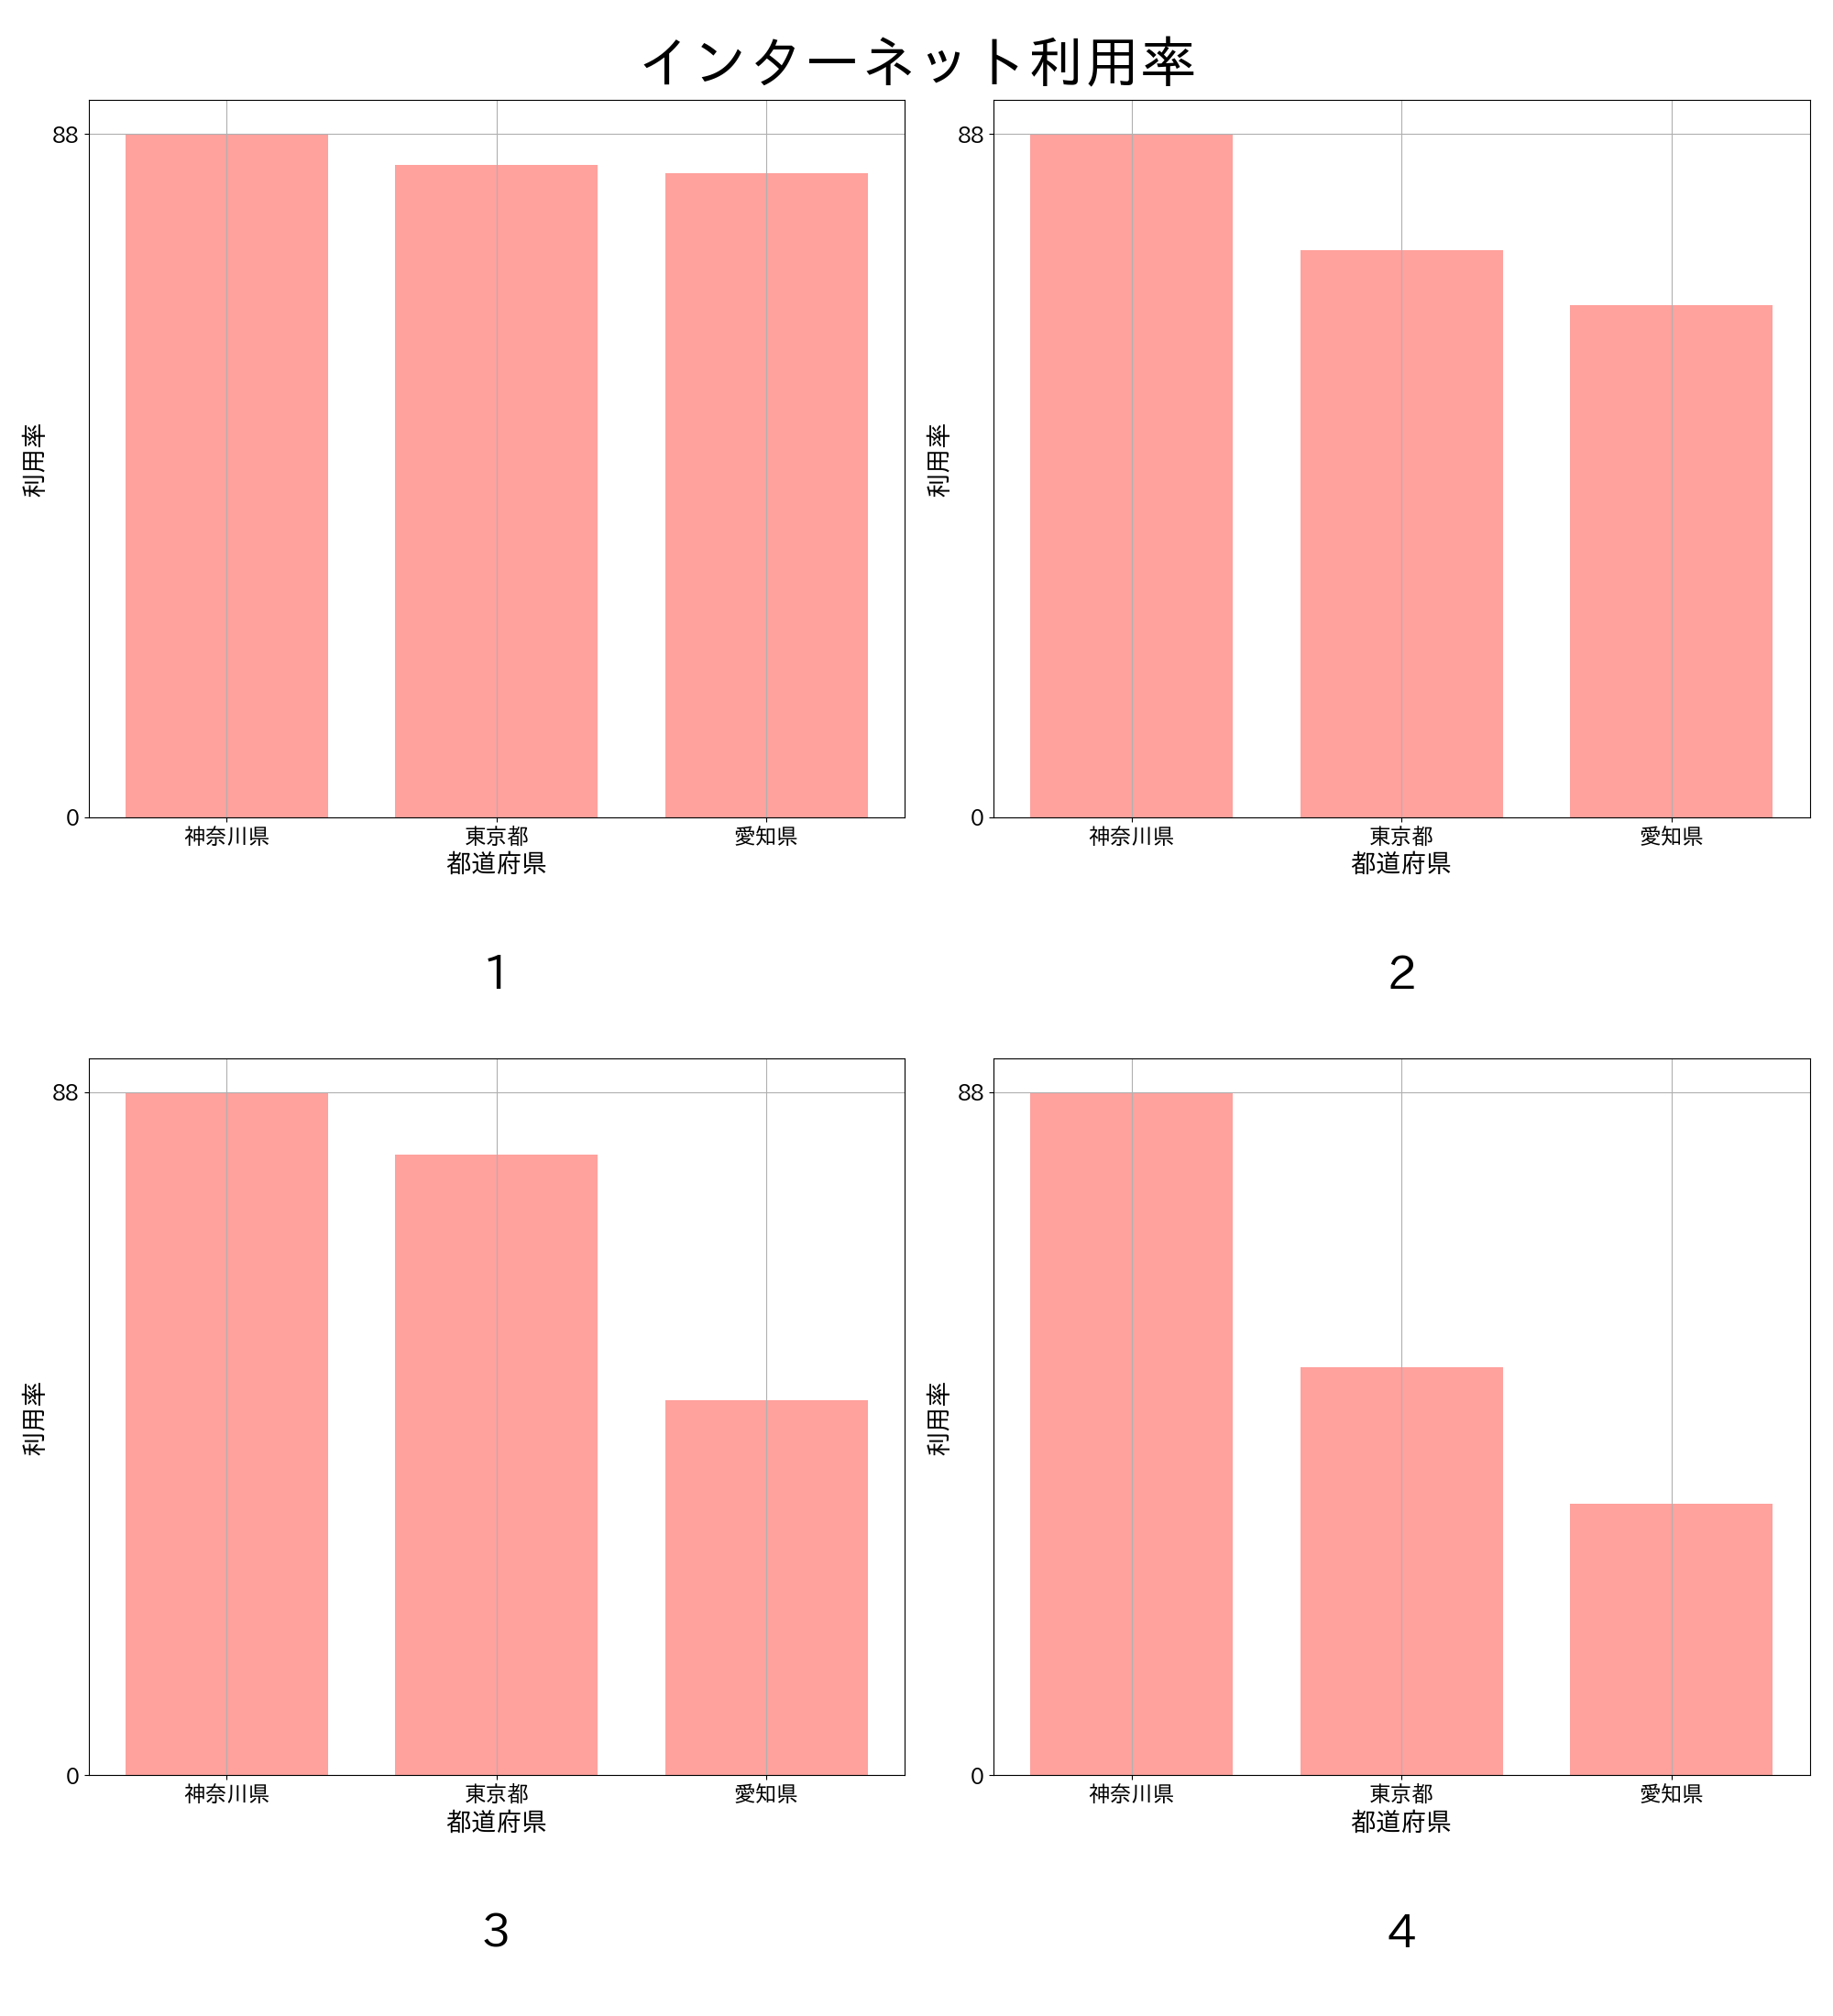 インターネット利用率
88
0
利用率
神奈川県 東京都 愛知県
都道府県
1
88
0
利用率
神奈川県 東京都 愛知県
都道府県
2
88
0
利用率
神奈川県 東京都 愛知県
都道府県
3
88
0
利用率
神奈川県 東京都 愛知県
都道府県
4